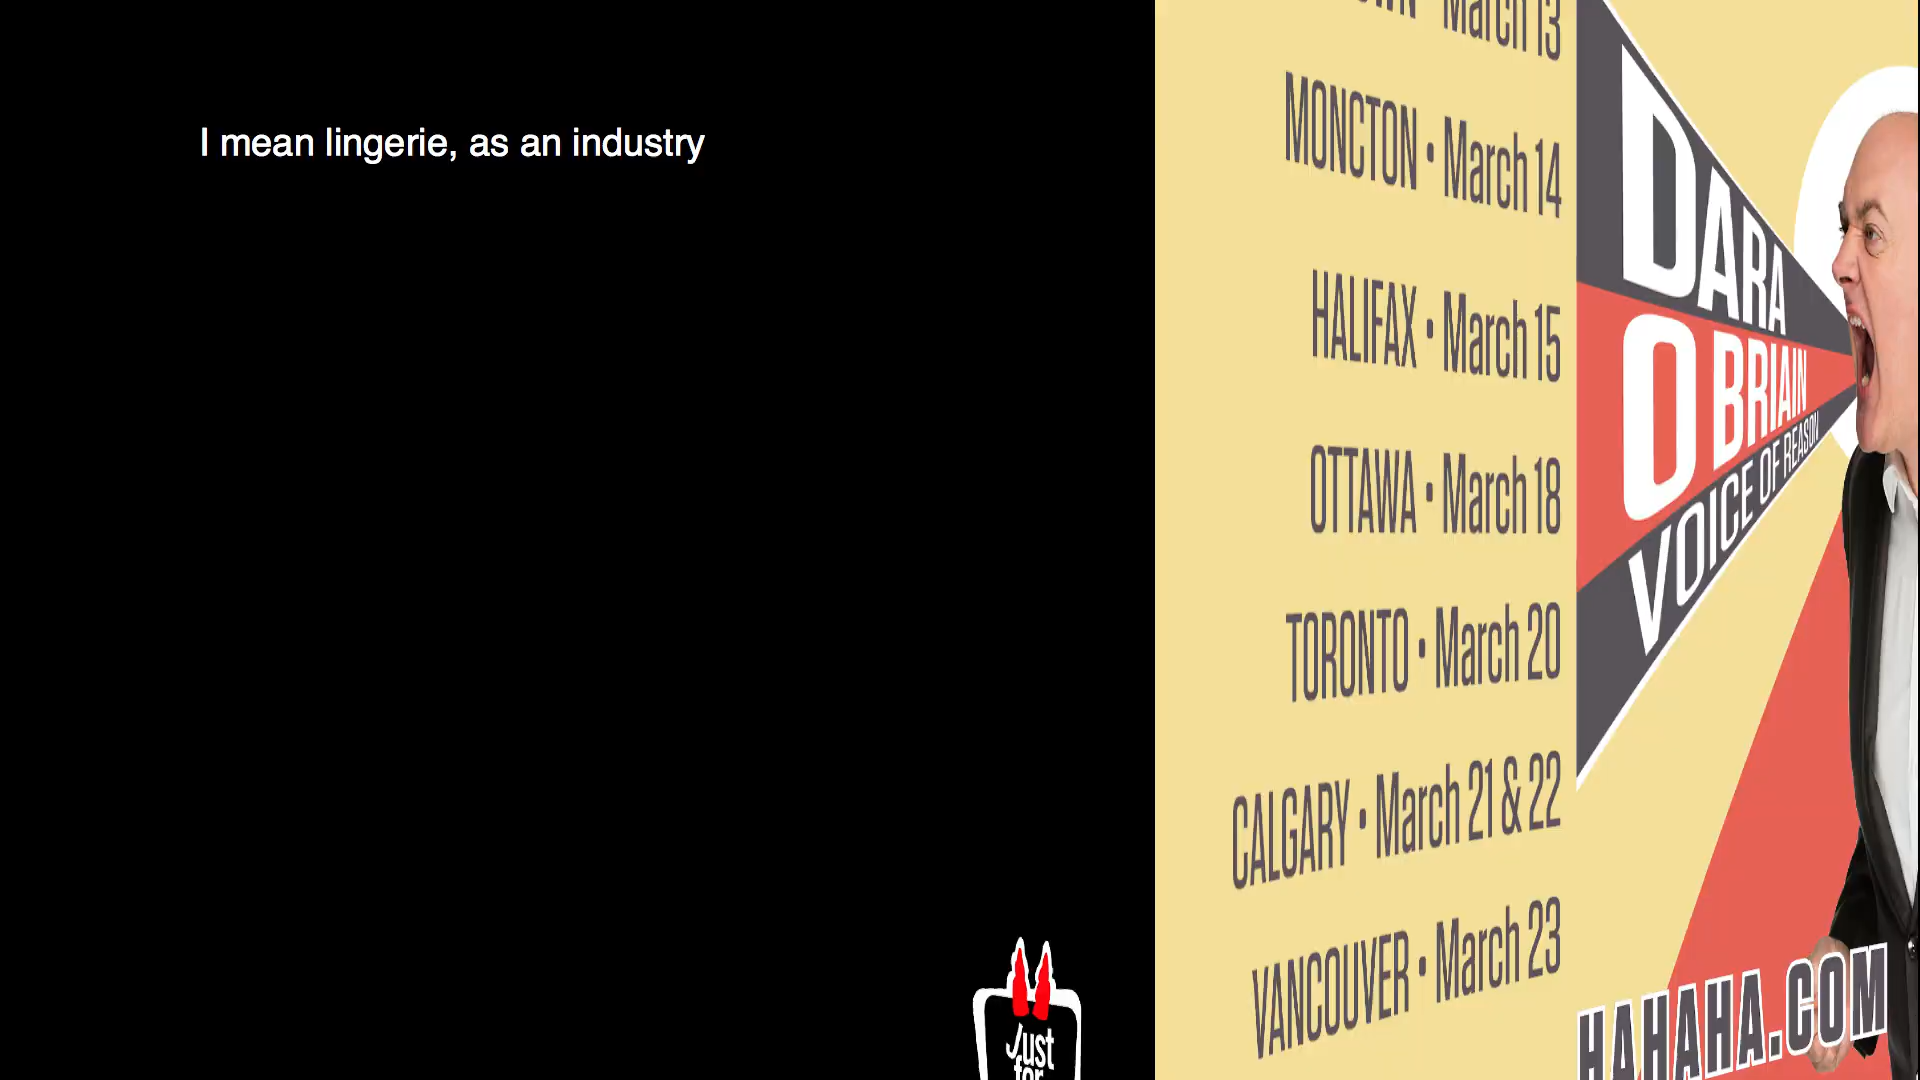 I mean lingerie, as an industry
March 13
MONCTON • March 14
HALIFAX • March 15
OTTAWA • March 18
TORONTO • March 20
CALGARY • March 21 & 22
VANCOUVER • March 23
DARA
O BRIAIN
VOICE OF REASON
HAHAHA.COM
Just
for